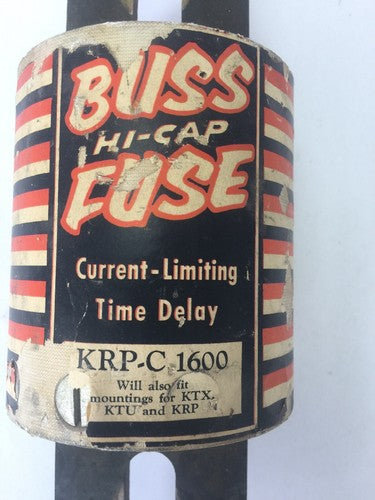 BUSS
HI-CAP
FUSE
Current-Limiting
Time Delay
KRP-C 1600
Will also fit
mountings for KTX,
KTU and KRP